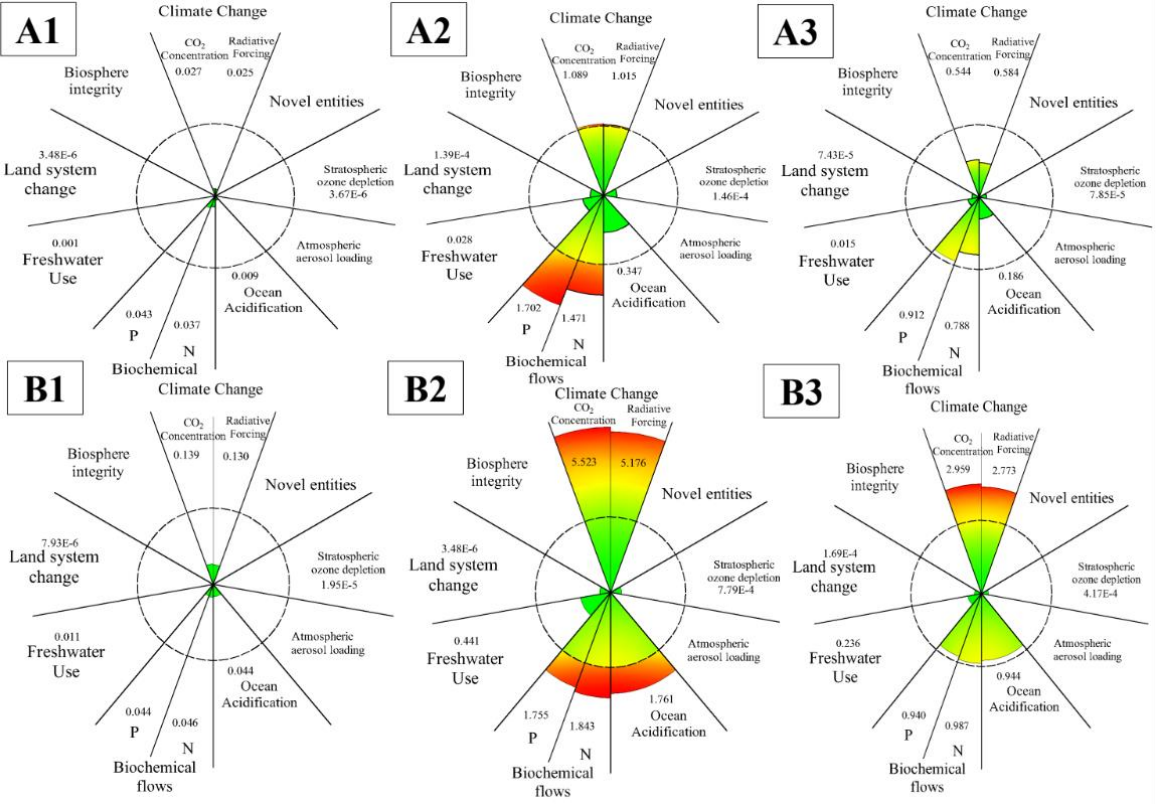 A1
Climate Change
CO2
Concentration
0.027
Radiative
Forcing
0.025
Biosphere
integrity
Novel entities
3.48E-6
Land system
change
Stratospheric
ozone depletion
3.67E-6
0.001
Freshwater
Use
Atmospheric
aerosol loading
0.009
Ocean
Acidification
0.043
P
0.037
N
Biochemical
A2
Climate Change
CO2
Concentration
1.089
Radiative
Forcing
1.015
Biosphere
integrity
Novel entities
1.39E-4
Land system
change
Stratospheric
ozone depletion
1.46E-4
0.028
Freshwater
Use
Atmospheric
aerosol loading
0.347
Ocean
Acidification
1.702
P
1.471
N
Biochemical
flows
A3
Climate Change
CO2
Concentration
0.544
Radiative
Forcing
0.584
Biosphere
integrity
Novel entities
7.43E-5
Land system
change
Stratospheric
ozone depletion
7.85E-5
0.015
Freshwater
Use
Atmospheric
aerosol loading
0.186
Ocean
Acidification
0.912
P
0.788
N
Biochemical
flows
B1
Climate Change
CO2
Concentration
0.139
Radiative
Forcing
0.130
Biosphere
integrity
Novel entities
7.93E-6
Land system
change
Stratospheric
ozone depletion
1.95E-5
0.011
Freshwater
Use
Atmospheric
aerosol loading
0.044
Ocean
Acidification
0.044
P
0.046
N
Biochemical
flows
B2
Climate Change
CO2
Concentration
5.523
Radiative
Forcing
5.176
Biosphere
integrity
Novel entities
3.48E-6
Land system
change
Stratospheric
ozone depletion
7.79E-4
0.441
Freshwater
Use
Atmospheric
aerosol loading
1.761
Ocean
Acidification
1.755
P
1.843
N
Biochemical
flows
B3
Climate Change
CO2
Concentration
2.959
Radiative
Forcing
2.773
Biosphere
integrity
Novel entities
1.69E-4
Land system
change
Stratospheric
ozone depletion
4.17E-4
0.236
Freshwater
Use
Atmospheric
aerosol loading
0.944
Ocean
Acidification
0.940
P
0.987
N
Biochemical
flows